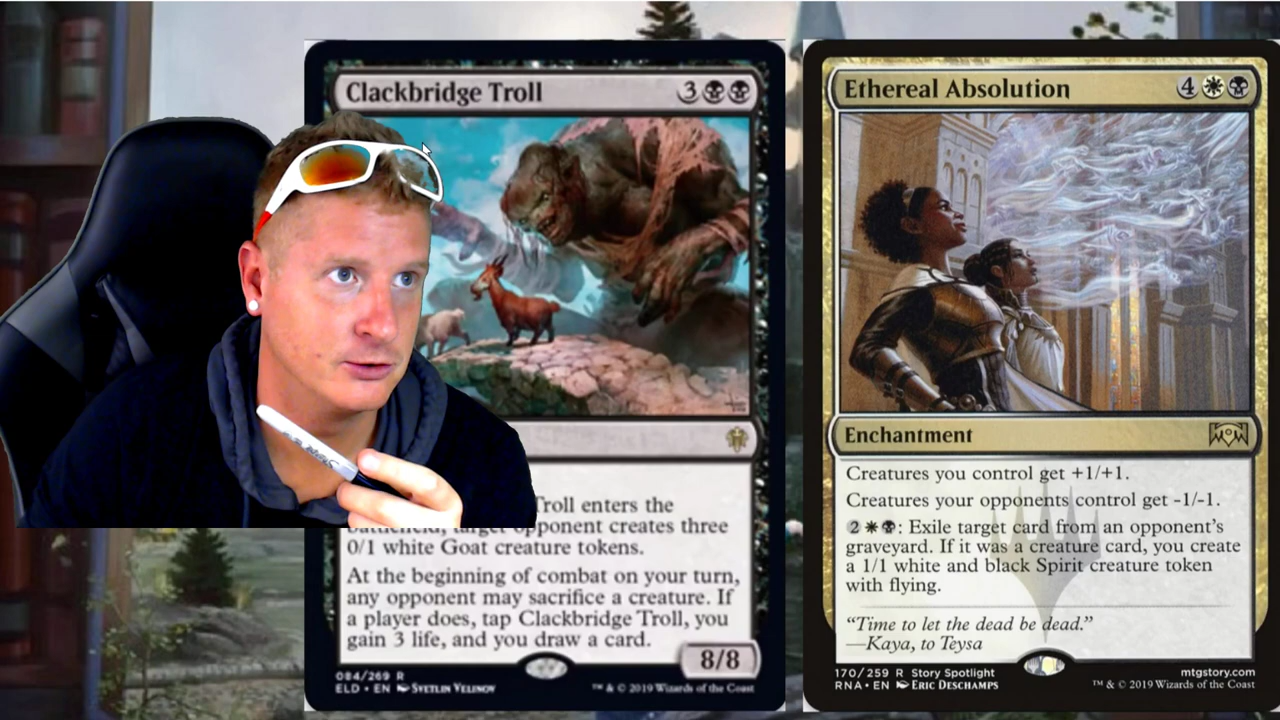 Clackbridge Troll 3
Troll enters the
target opponent creates three
0/1 white Goat creature tokens.
At the beginning of combat on your turn,
any opponent may sacrifice a creature. If
a player does, tap Clackbridge Troll, you
gain 3 life, and you draw a card.
8/8
084/269 R
ELD • EN Svetlin Velinov
™ & © 2019 Wizards of the Coast
Ethereal Absolution 4
Enchantment
Creatures you control get +1/+1.
Creatures your opponents control get -1/-1.
2 : Exile target card from an opponent's
graveyard. If it was a creature card, you create
a 1/1 white and black Spirit creature token
with flying.
“Time to let the dead be dead.”
—Kaya, to Teysa
170/259 R Story Spotlight
RNA • EN Eric Deschamps
mtgstory.com
™ & © 2019 Wizards of the Coast